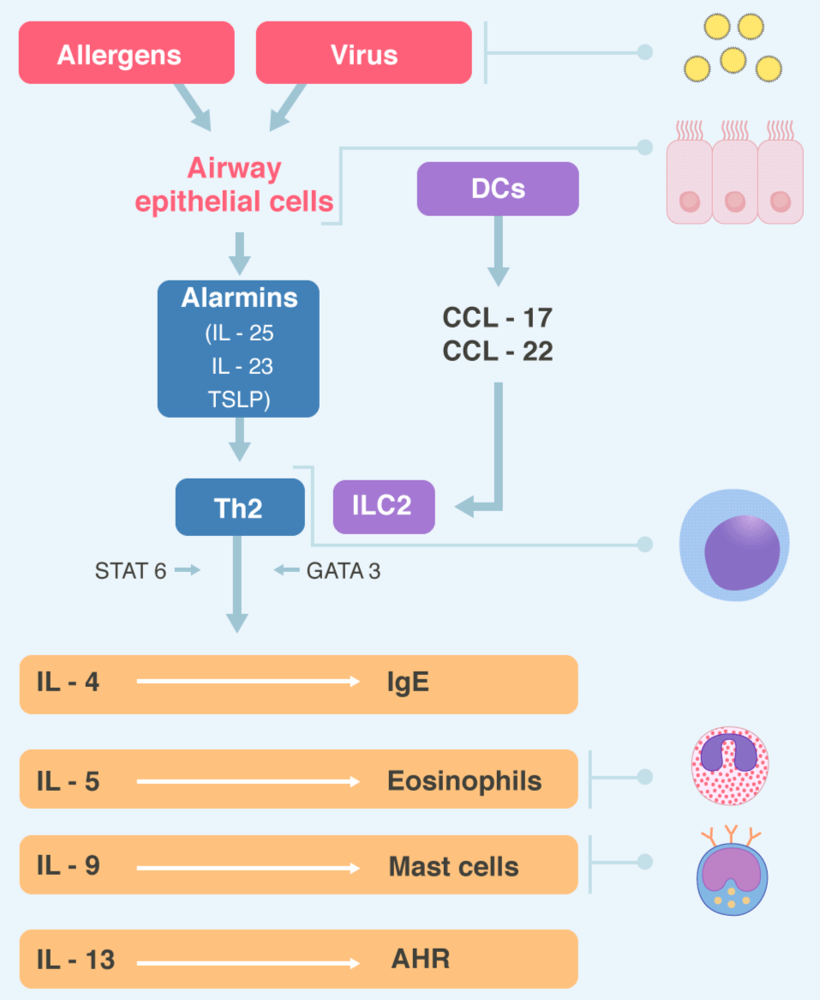 Allergens
Virus
Airway
epithelial cells
DCs
Alarmins
(IL - 25
IL - 23
TSLP)
CCL - 17
CCL - 22
Th2
ILC2
STAT 6
GATA 3
IL - 4
IgE
IL - 5
Eosinophils
IL - 9
Mast cells
IL - 13
AHR